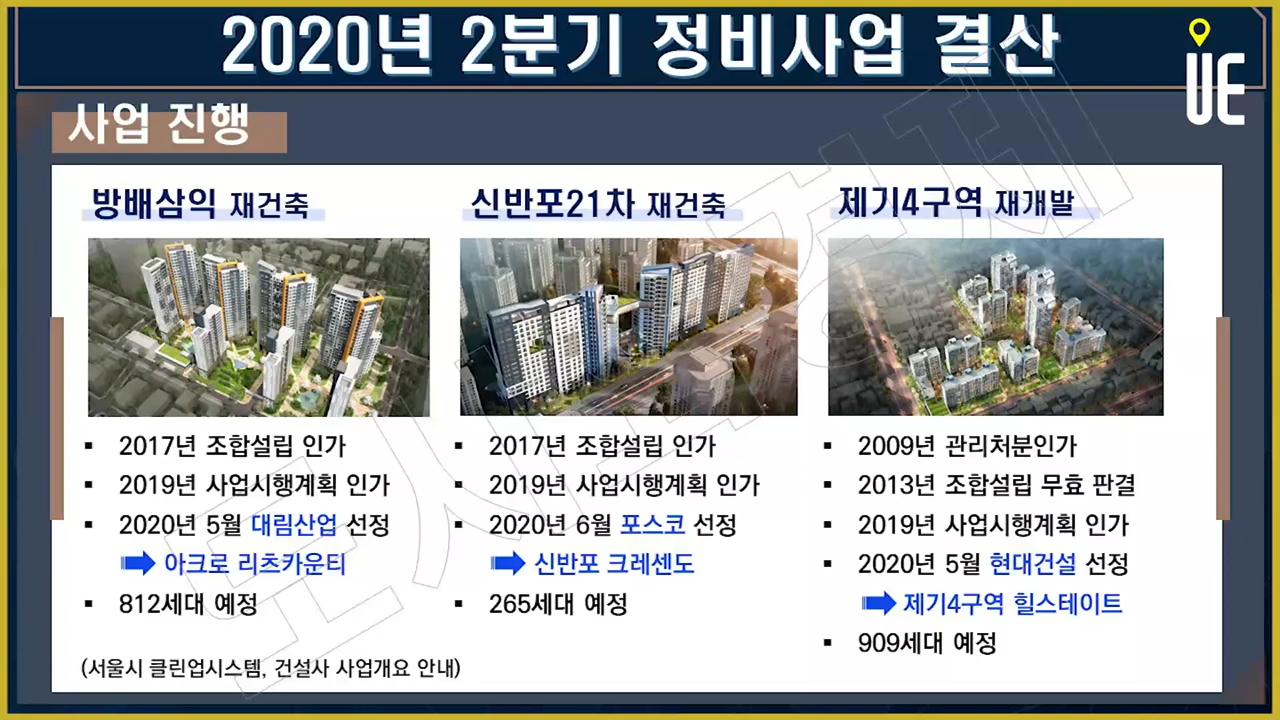 2020년 2분기 정비사업 결산
UE
사업 진행
방배삼익 재건축
▪ 2017년 조합설립 인가
▪ 2019년 사업시행계획 인가
▪ 2020년 5월 대림산업 선정
➡ 아크로 리츠카운티
▪ 812세대 예정
신반포21차 재건축
▪ 2017년 조합설립 인가
▪ 2019년 사업시행계획 인가
▪ 2020년 6월 포스코 선정
➡ 신반포 크레센도
▪ 265세대 예정
제기4구역 재개발
▪ 2009년 관리처분인가
▪ 2013년 조합설립 무효 판결
▪ 2019년 사업시행계획 인가
▪ 2020년 5월 현대건설 선정
➡ 제기4구역 힐스테이트
▪ 909세대 예정
(서울시 클린업시스템, 건설사 사업개요 안내)
도시와경제